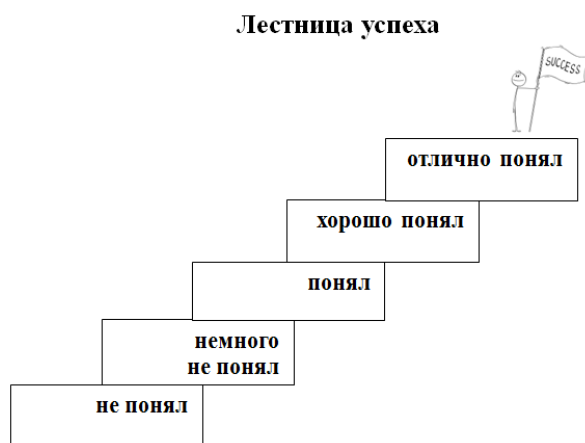 Лестница успеха
SUCCESS
отлично понял
хорошо понял
понял
немного
не понял
не понял